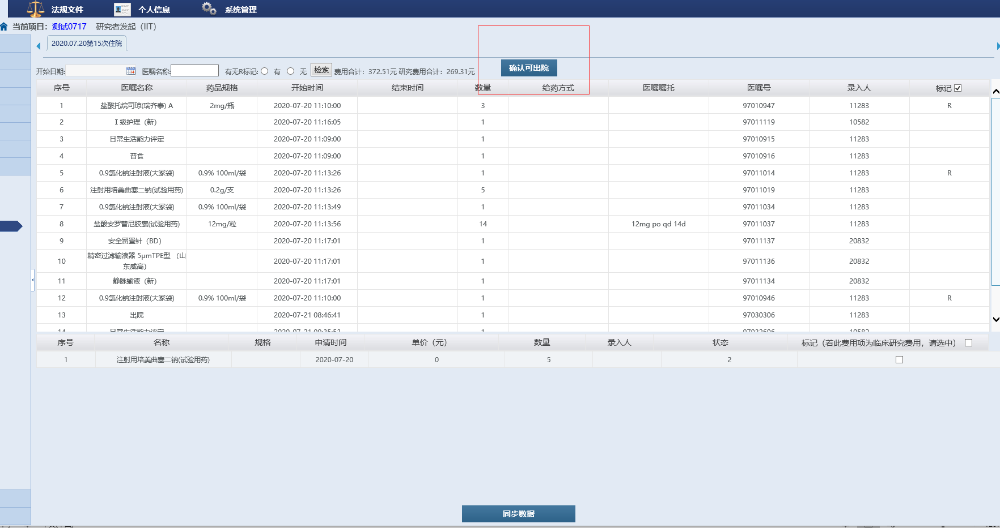 法规文件 个人信息 系统管理
当前项目：测试0717 研究者发起（IIT）
2020.07.20第15次住院
开始日期: 医嘱名称: 有无R标记: 有 无 检索 费用合计：372.51元 研究费用合计：269.31元 确认可出院
序号 医嘱名称 药品规格 开始时间 结束时间 数量 给药方式 医嘱嘱托 医嘱号 录入人 标记
1 盐酸托烷司琼(瑞齐泰) A 2mg/瓶 2020-07-20 11:10:00 3 97010947 11283 R
2 I 级护理（新） 2020-07-20 11:16:05 1 97011119 10582
3 日常生活能力评定 2020-07-20 11:09:00 1 97010915 11283
4 普食 2020-07-20 11:09:00 1 97010916 11283
5 0.9氯化钠注射液(大冢袋) 0.9% 100ml/袋 2020-07-20 11:13:26 1 97011014 11283 R
6 注射用培美曲塞二钠(试验用药) 0.2g/支 2020-07-20 11:13:26 5 97011019 11283
7 0.9氯化钠注射液(大冢袋) 0.9% 100ml/袋 2020-07-20 11:13:49 1 97011034 11283
8 盐酸安罗替尼胶囊(试验用药) 12mg/粒 2020-07-20 11:13:56 14 12mg po qd 14d 97011037 11283
9 安全留置针（BD） 2020-07-20 11:17:01 1 97011137 20832
10 精密过滤输液器 5μmTPE型 （山
东威高） 2020-07-20 11:17:01 1 97011136 20832
11 静脉输液（新） 2020-07-20 11:17:01 1 97011134 20832
12 0.9氯化钠注射液(大冢袋) 0.9% 100ml/袋 2020-07-20 11:10:00 1 97010946 11283 R
13 出院 2020-07-21 08:46:41 1 97030306 11283
14 日常生活能力评定 1 10582
序号 名称 规格 申请时间 单价（元） 数量 录入人 状态 标记（若此费用项为临床研究费用，请选中）
1 注射用培美曲塞二钠(试验用药) 2020-07-20 0 5 2
同步数据